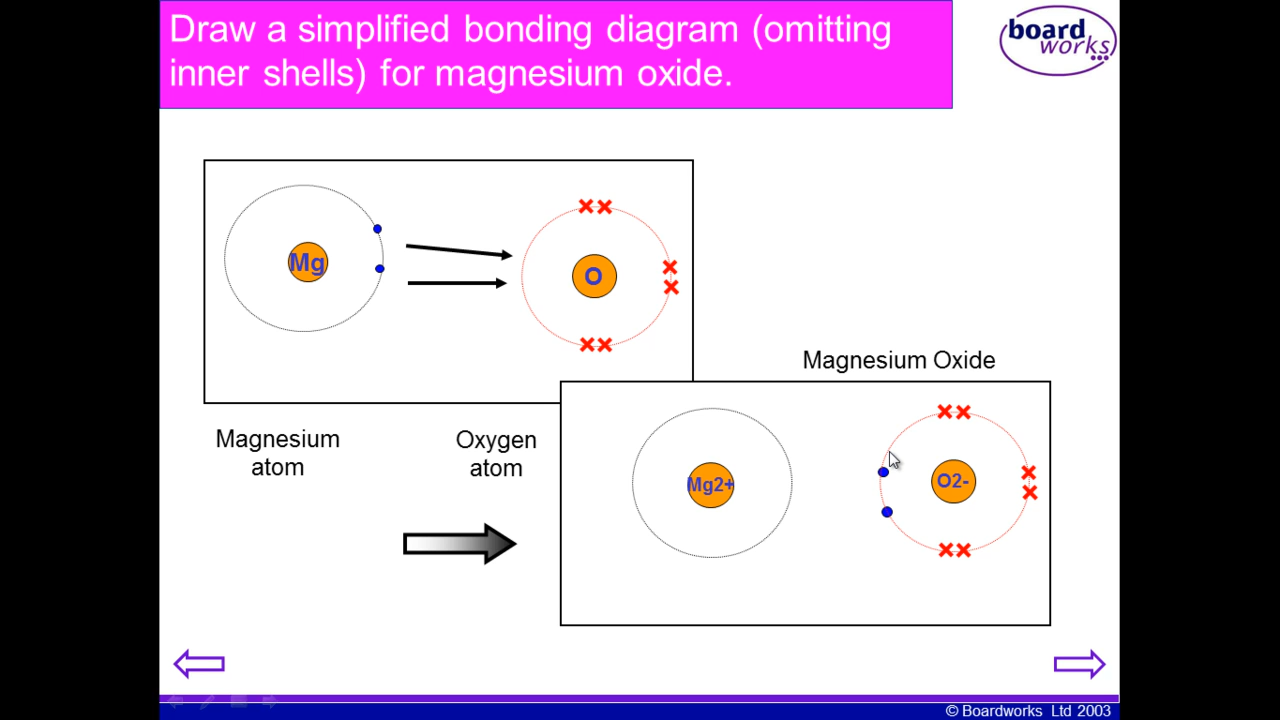 Draw a simplified bonding diagram (omitting
inner shells) for magnesium oxide.
board
works
Mg
O
Magnesium
atom
Oxygen
atom
Magnesium Oxide
Mg2+
O2-
© Boardworks Ltd 2003